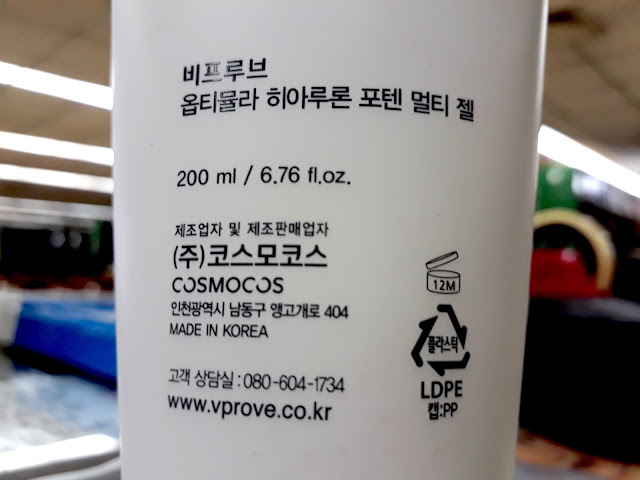 비프루브
옵티뮬라 히아루론 포텐 멀티 젤
200 ml / 6.76 fl.oz.
제조업자 및 제조판매업자
(주)코스모코스
COSMOCOS
인천광역시 남동구 앵고개로 404
MADE IN KOREA
고객 상담실 : 080-604-1734
www.vprove.co.kr
12M
플라스틱
LDPE
캡:PP